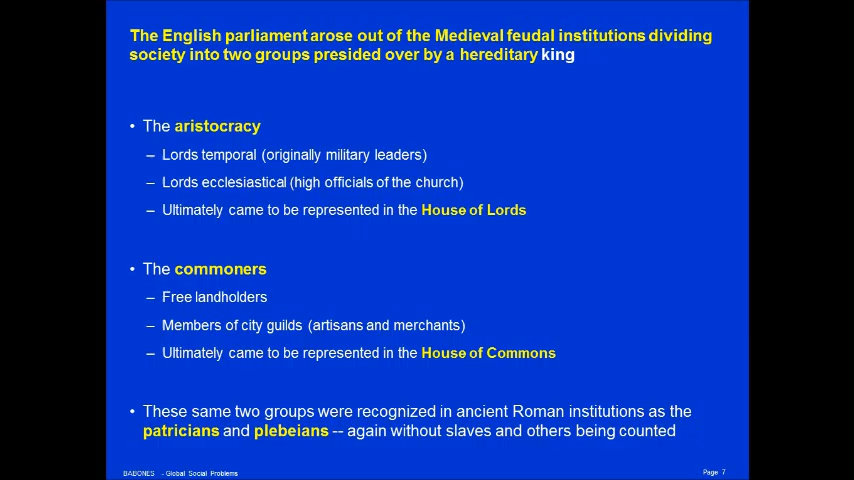 The English parliament arose out of the Medieval feudal institutions dividing
society into two groups presided over by a hereditary king
• The aristocracy
– Lords temporal (originally military leaders)
– Lords ecclesiastical (high officials of the church)
– Ultimately came to be represented in the House of Lords
• The commoners
– Free landholders
– Members of city guilds (artisans and merchants)
– Ultimately came to be represented in the House of Commons
• These same two groups were recognized in ancient Roman institutions as the
patricians and plebeians -- again without slaves and others being counted
BABONES - Global Social Problems
Page 7